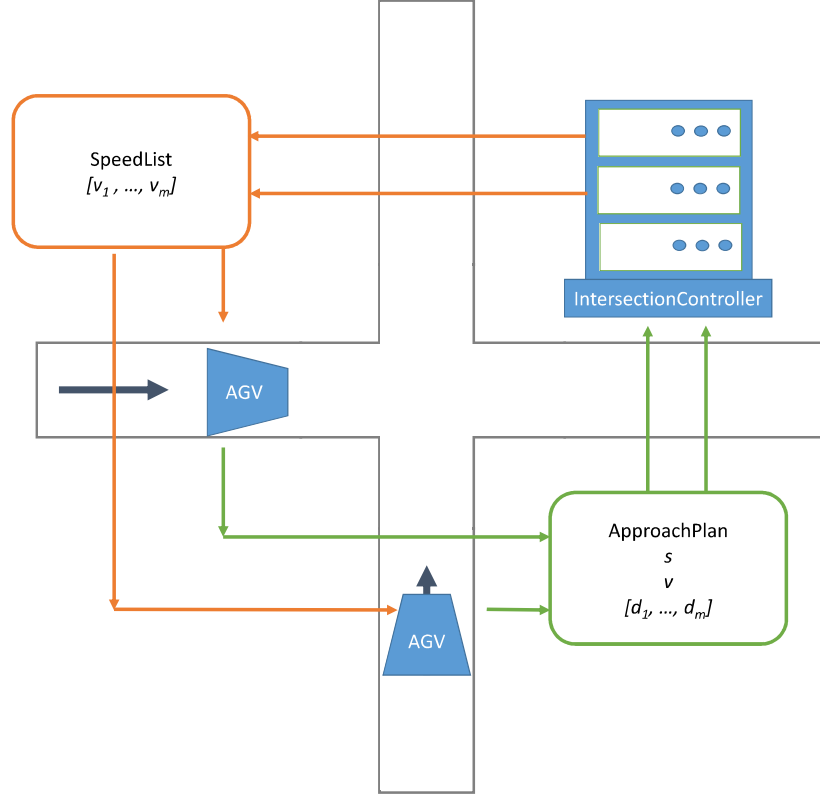 SpeedList
[v1 , ..., vm]
IntersectionController
AGV
ApproachPlan
s
v
[d1, ..., dm]
AGV